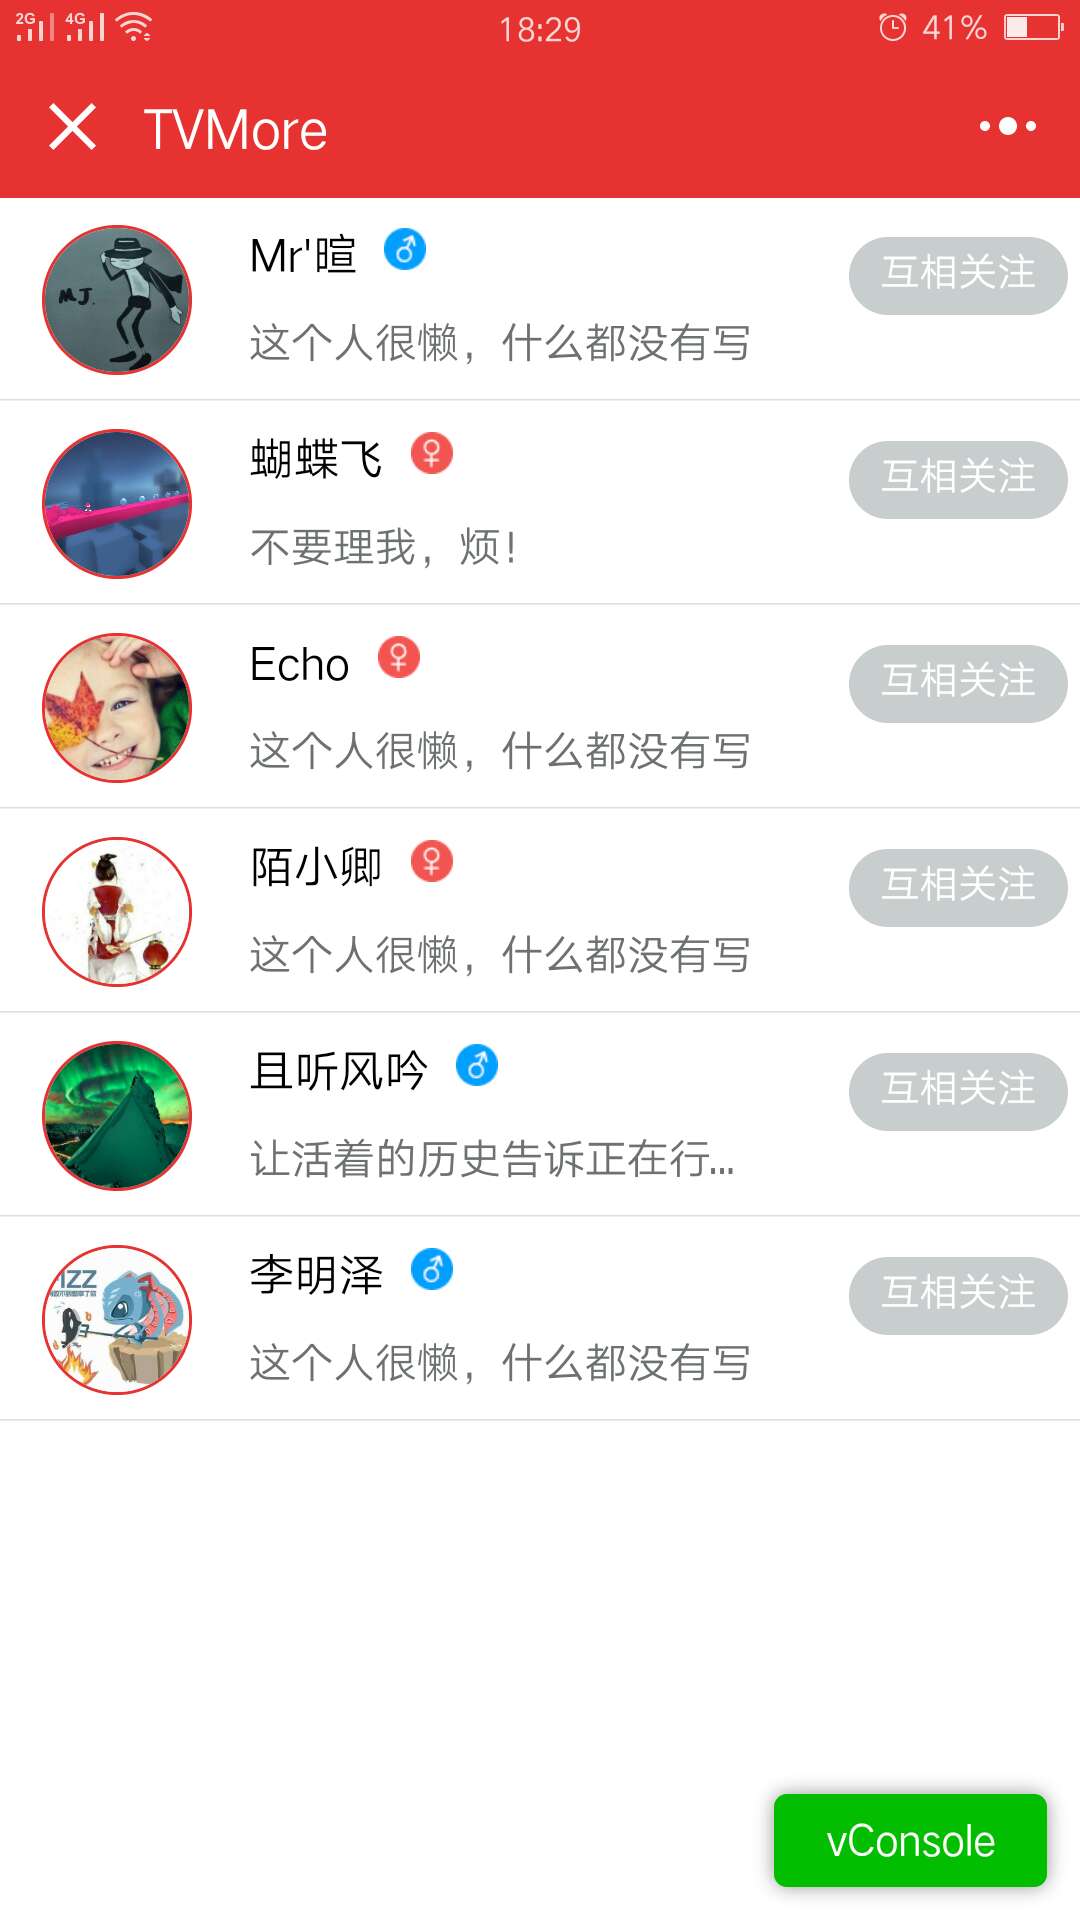 2G 4G 18:29 41%
TVMore
Mr'暄 互相关注
这个人很懒，什么都没有写
MJ.
蝴蝶飞 互相关注
不要理我，烦！
Echo 互相关注
这个人很懒，什么都没有写
陌小卿 互相关注
这个人很懒，什么都没有写
且听风吟 互相关注
让活着的历史告诉正在行...
李明泽 互相关注
这个人很懒，什么都没有写
IZZ
vConsole